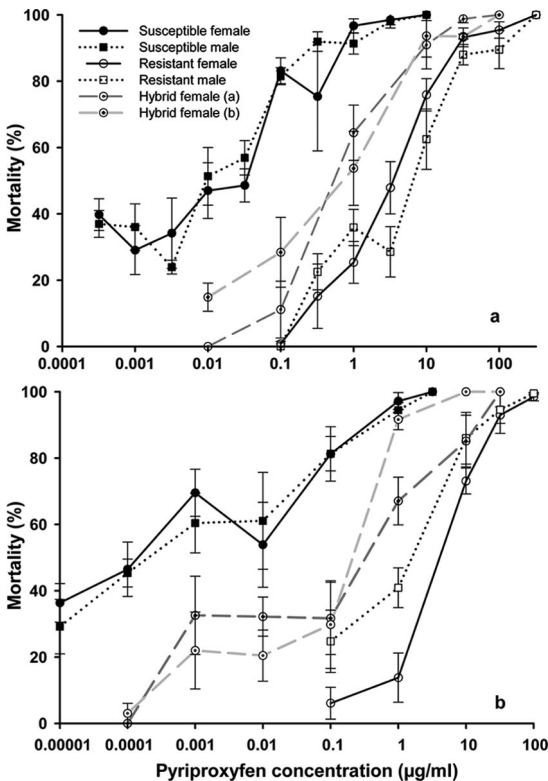 100
80
60
40
20
0
Mortality (%)
Susceptible female
Susceptible male
Resistant female
Resistant male
Hybrid female (a)
Hybrid female (b)
a
0.0001 0.001 0.01 0.1 1 10 100
100
80
60
40
20
0
Mortality (%)
b
0.00001 0.0001 0.001 0.01 0.1 1 10 100
Pyriproxyfen concentration (µg/ml)